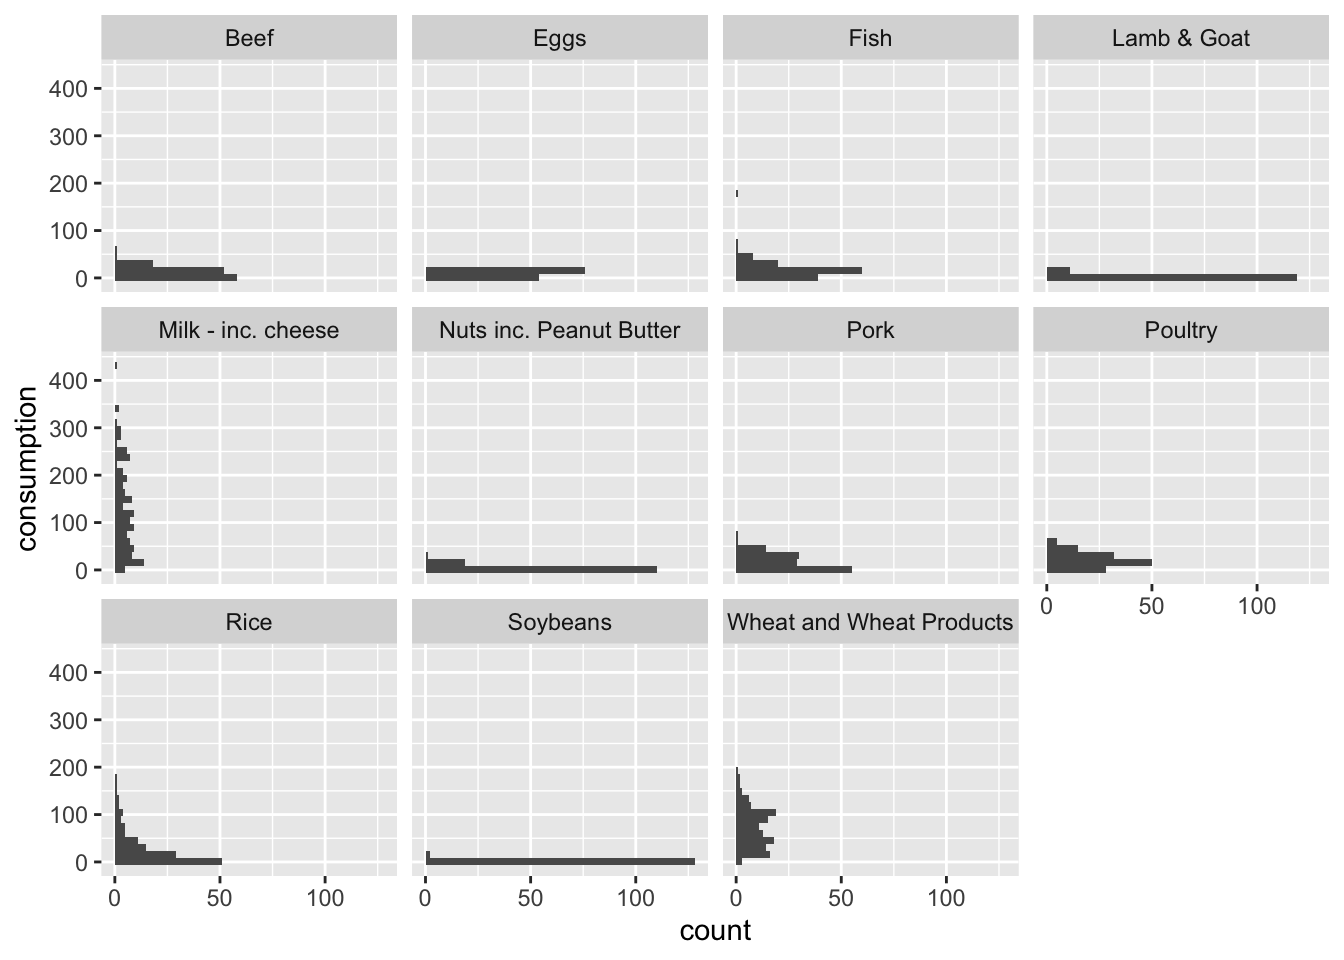 Beef
Eggs
Fish
Lamb & Goat
400
300
200
100
0
Milk - inc. cheese
Nuts inc. Peanut Butter
Pork
Poultry
400
300
200
100
0
consumption
0 50 100
Rice
Soybeans
Wheat and Wheat Products
400
300
200
100
0
0 50 100
0 50 100
0 50 100
count